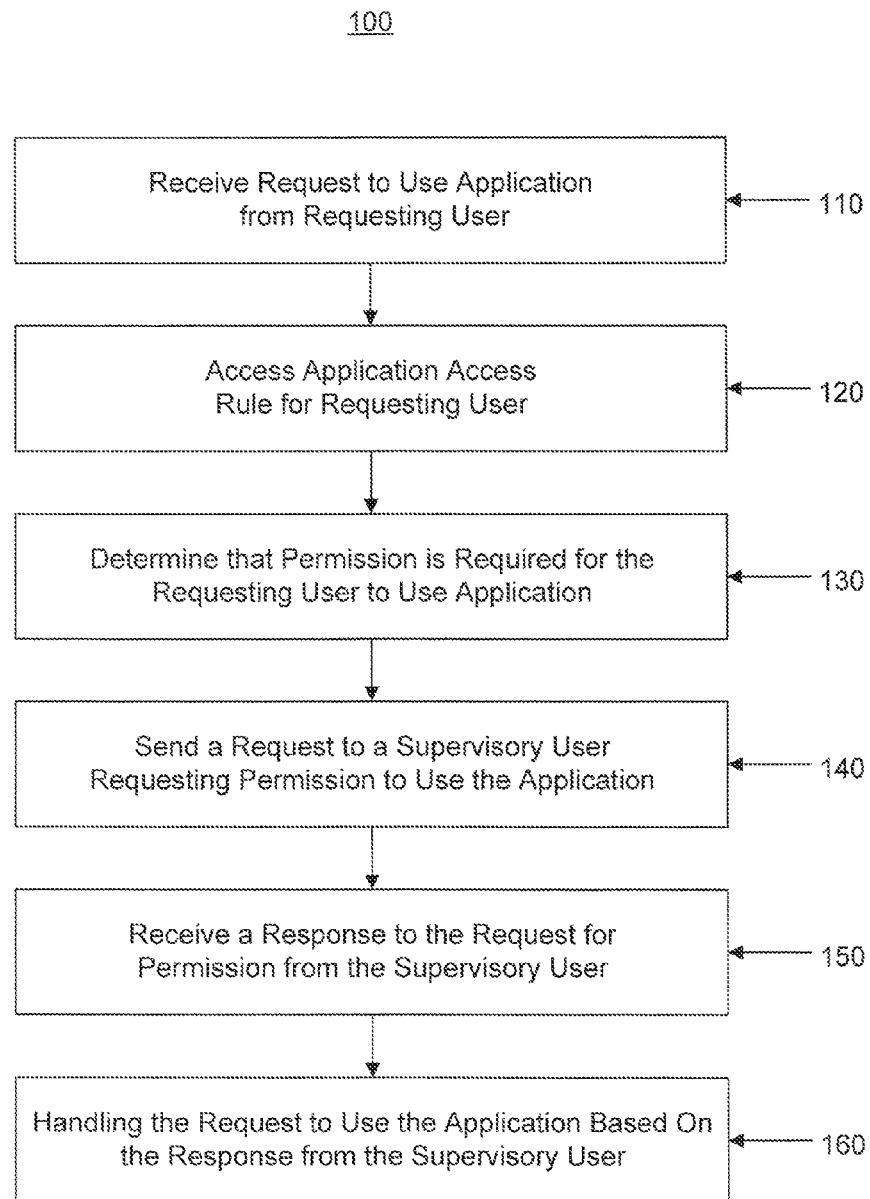 100
Receive Request to Use Application
from Requesting User
110
Access Application Access
Rule for Requesting User
120
Determine that Permission is Required for the
Requesting User to Use Application
130
Send a Request to a Supervisory User
Requesting Permission to Use the Application
140
Receive a Response to the Request for
Permission from the Supervisory User
150
Handling the Request to Use the Application Based On
the Response from the Supervisory User
160